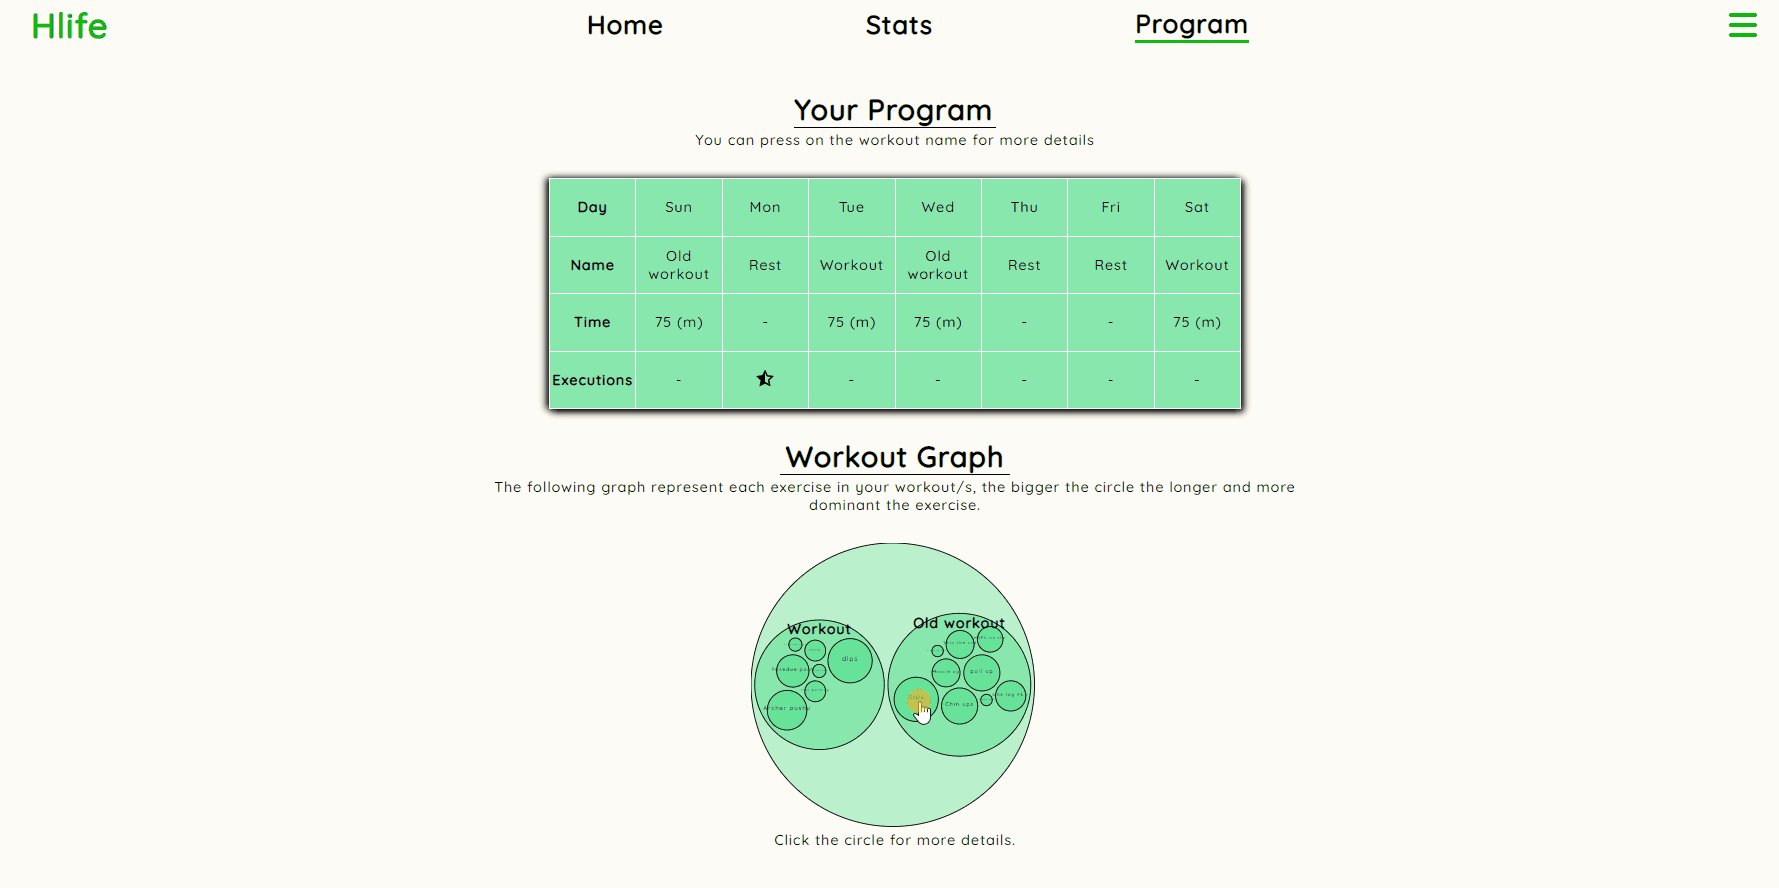 Hlife
Home
Stats
Program
Your Program
You can press on the workout name for more details
Day Sun Mon Tue Wed Thu Fri Sat
Name Old workout Rest Workout Old workout Rest Rest Workout
Time 75 (m) - 75 (m) 75 (m) - - 75 (m)
Executions - - - - - -
Workout Graph
The following graph represent each exercise in your workout/s, the bigger the circle the longer and more
dominant the exercise.
Workout
dips
Archer push
Old workout
pull up
Chin ups
Click the circle for more details.